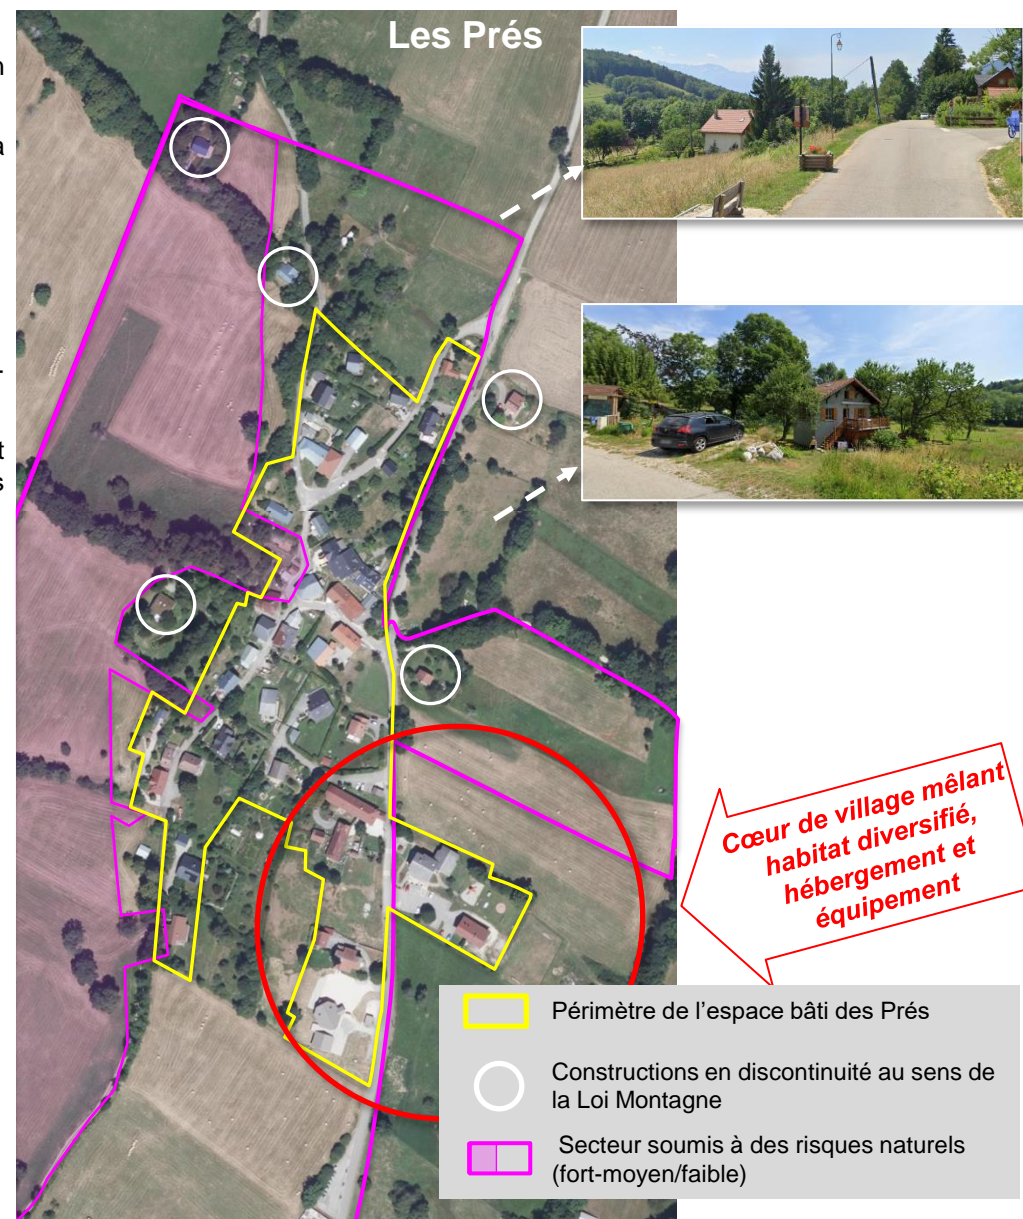 Les Prés
n
a
-
t
s
Cœur de village mêlant
habitat diversifié,
hébergement et
équipement
Périmètre de l'espace bâti des Prés
Constructions en discontinuité au sens de
la Loi Montagne
Secteur soumis à des risques naturels
(fort-moyen/faible)